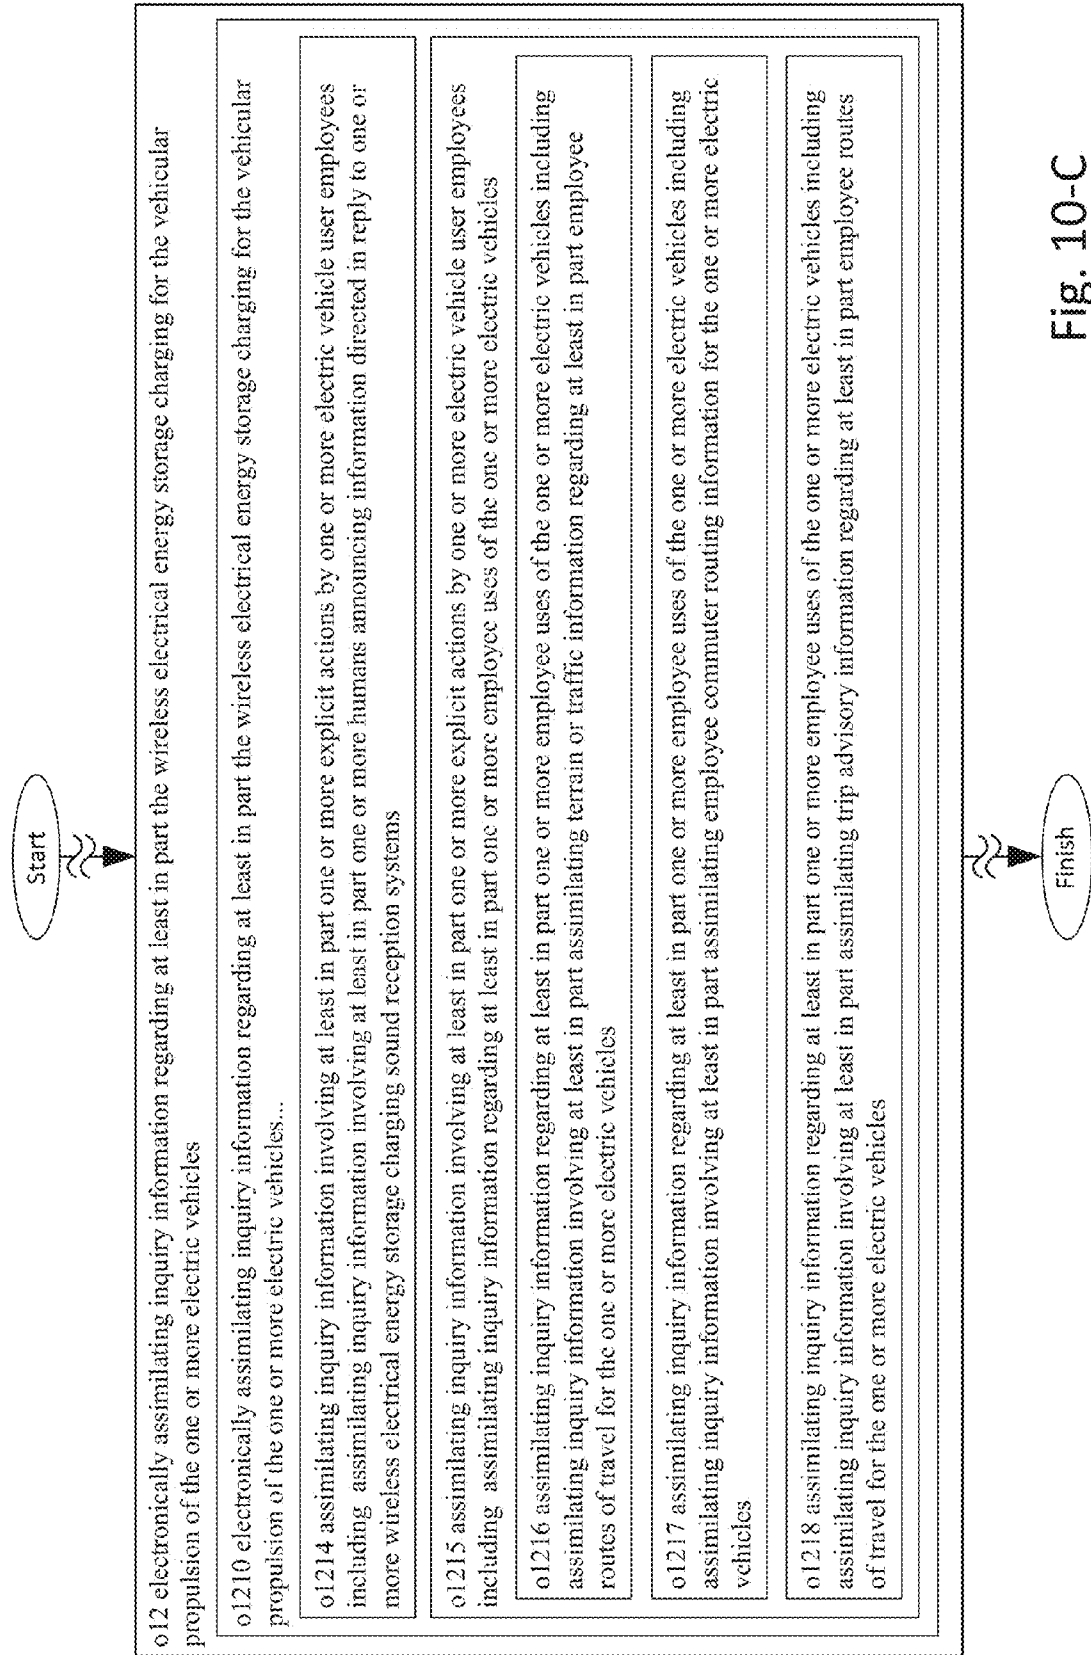 Start
o12 electronically assimilating inquiry information regarding at least in part the wireless electrical energy storage charging for the vehicular
propulsion of the one or more electric vehicles
o1210 electronically assimilating inquiry information regarding at least in part the wireless electrical energy storage charging for the vehicular
propulsion of the one or more electric vehicles...
o1214 assimilating inquiry information involving at least in part one or more explicit actions by one or more electric vehicle user employees
including assimilating inquiry information involving at least in part one or more humans announcing information directed in reply to one or
more wireless electrical energy storage charging sound reception systems
o1215 assimilating inquiry information involving at least in part one or more explicit actions by one or more electric vehicle user employees
including assimilating inquiry information regarding at least in part one or more employee uses of the one or more electric vehicles
o1216 assimilating inquiry information regarding at least in part one or more employee uses of the one or more electric vehicles including
assimilating inquiry information involving at least in part assimilating terrain or traffic information regarding at least in part employee
routes of travel for the one or more electric vehicles
o1217 assimilating inquiry information regarding at least in part one or more employee uses of the one or more electric vehicles including
assimilating inquiry information involving at least in part assimilating employee commuter routing information for the one or more electric
vehicles
o1218 assimilating inquiry information regarding at least in part one or more employee uses of the one or more electric vehicles including
assimilating inquiry information involving at least in part assimilating trip advisory information regarding at least in part employee routes
of travel for the one or more electric vehicles
Finish
Fig. 10-C